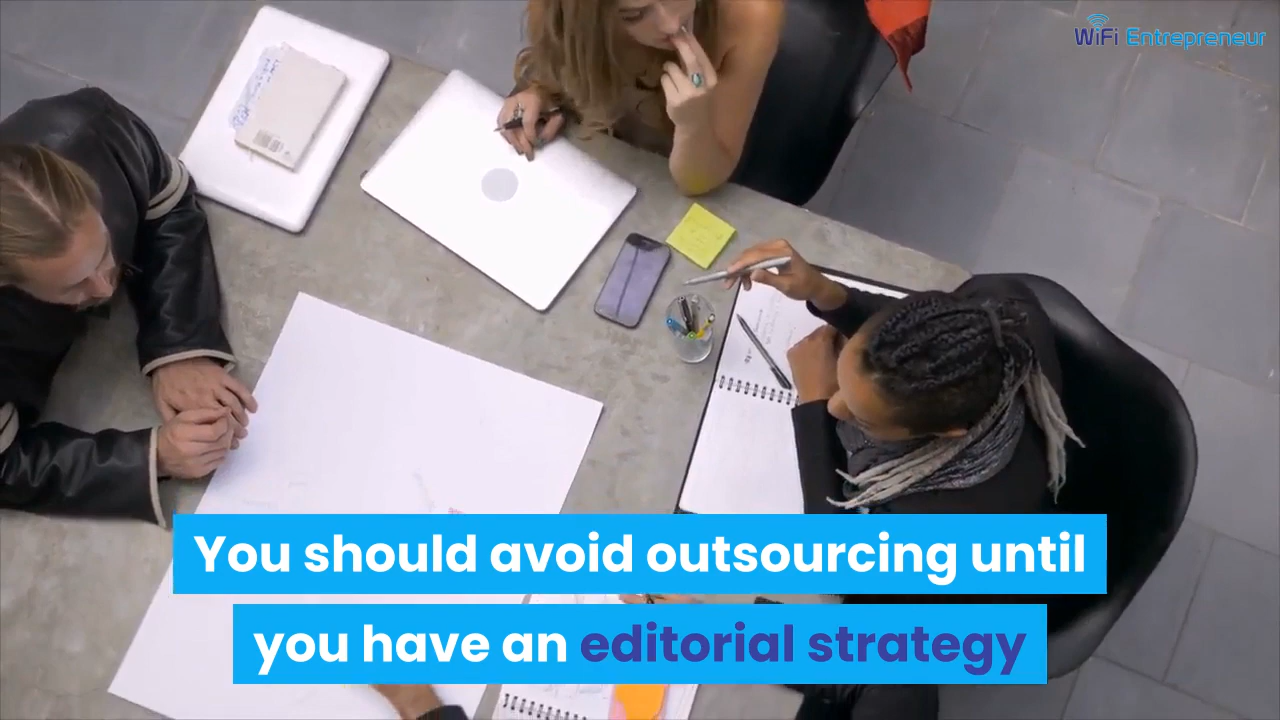 WiFi Entrepreneur
You should avoid outsourcing until
you have an editorial strategy